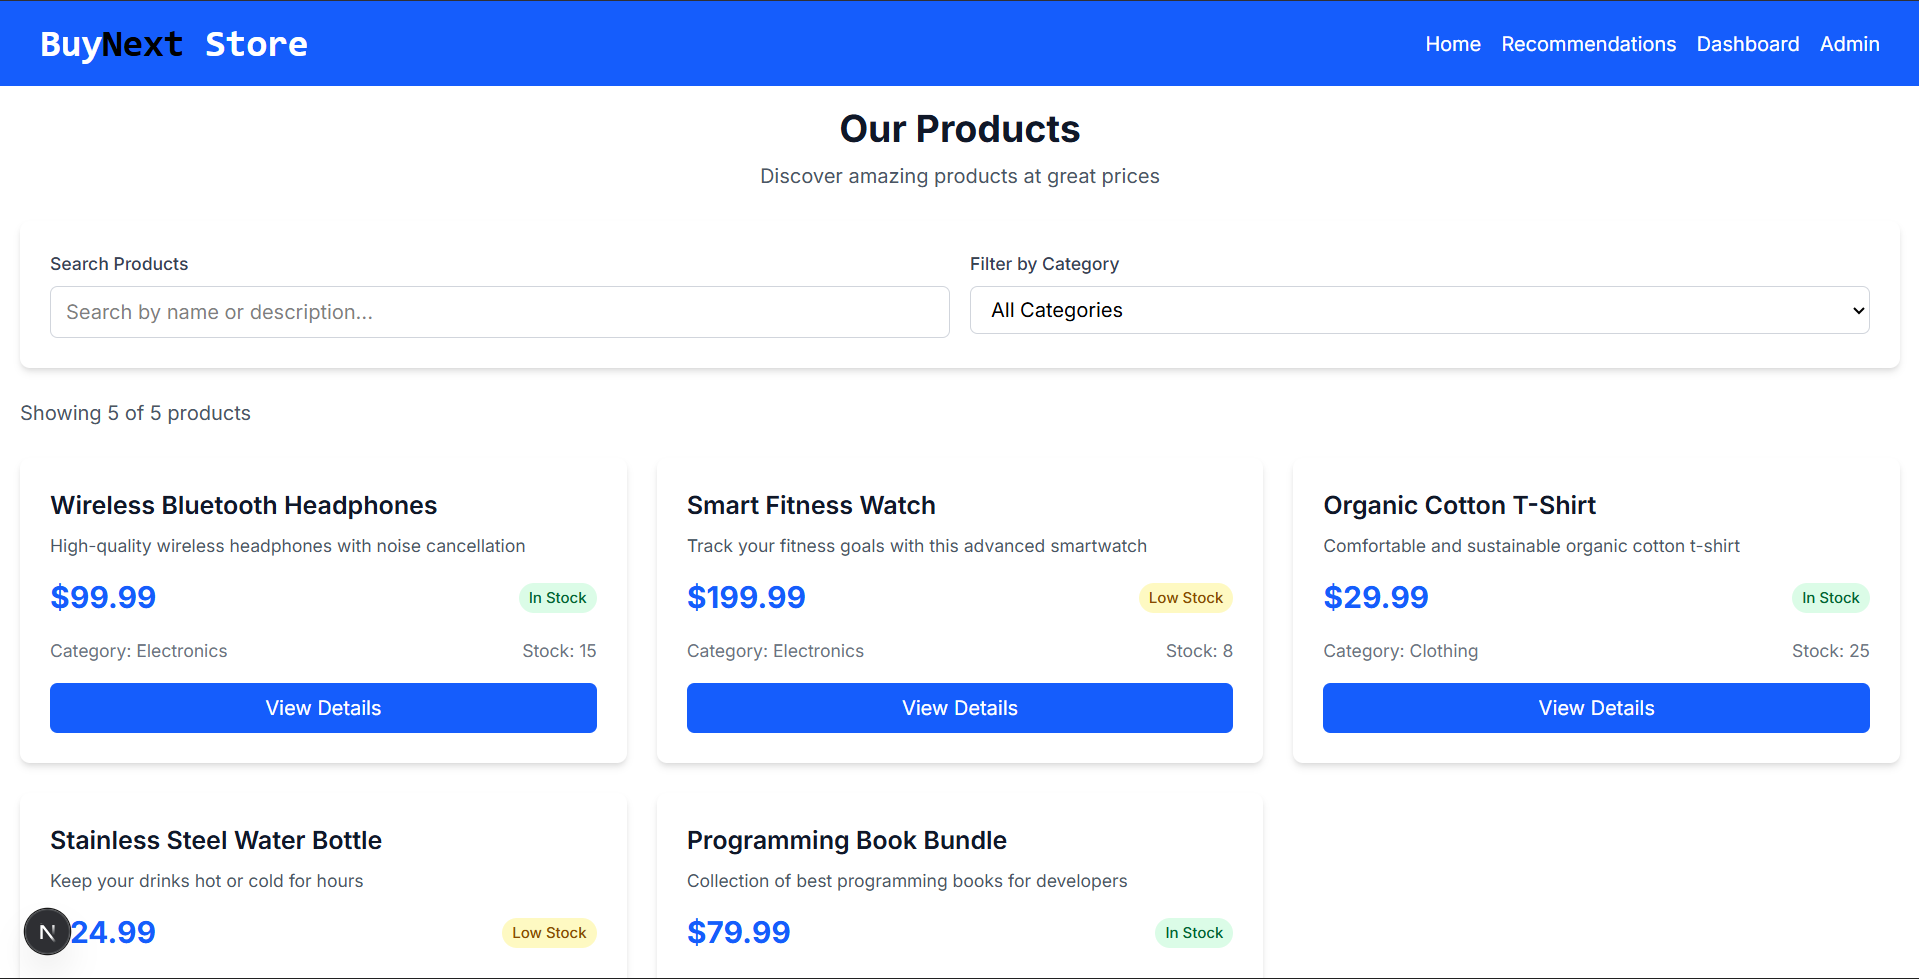 BuyNext Store
Home Recommendations Dashboard Admin
Our Products
Discover amazing products at great prices
Search Products
Filter by Category
Search by name or description...
All Categories
Showing 5 of 5 products
Wireless Bluetooth Headphones
High-quality wireless headphones with noise cancellation
$99.99
In Stock
Category: Electronics
Stock: 15
View Details
Smart Fitness Watch
Track your fitness goals with this advanced smartwatch
$199.99
Low Stock
Category: Electronics
Stock: 8
View Details
Organic Cotton T-Shirt
Comfortable and sustainable organic cotton t-shirt
$29.99
In Stock
Category: Clothing
Stock: 25
View Details
Stainless Steel Water Bottle
Keep your drinks hot or cold for hours
24.99
Low Stock
Programming Book Bundle
Collection of best programming books for developers
$79.99
In Stock
N